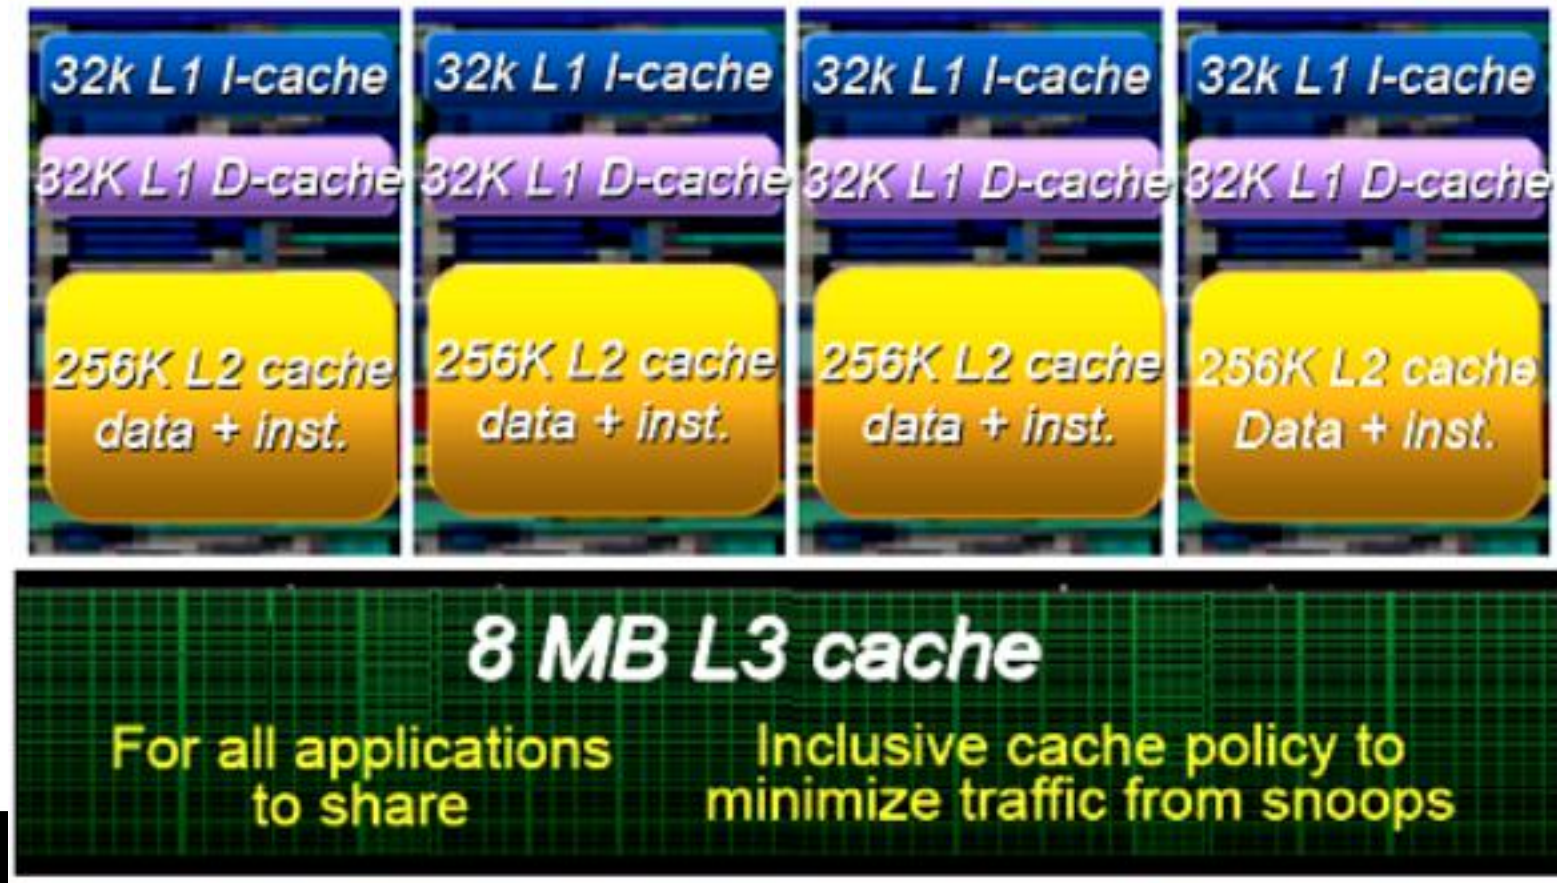 32k L1 I-cache
32K L1 D-cache
256K L2 cache
data + inst.
32k L1 I-cache
32K L1 D-cache
256K L2 cache
data + inst.
32k L1 I-cache
32K L1 D-cache
256K L2 cache
data + inst.
32k L1 I-cache
32K L1 D-cache
256K L2 cache
Data + inst.
8 MB L3 cache
For all applications
to share
Inclusive cache policy to
minimize traffic from snoops